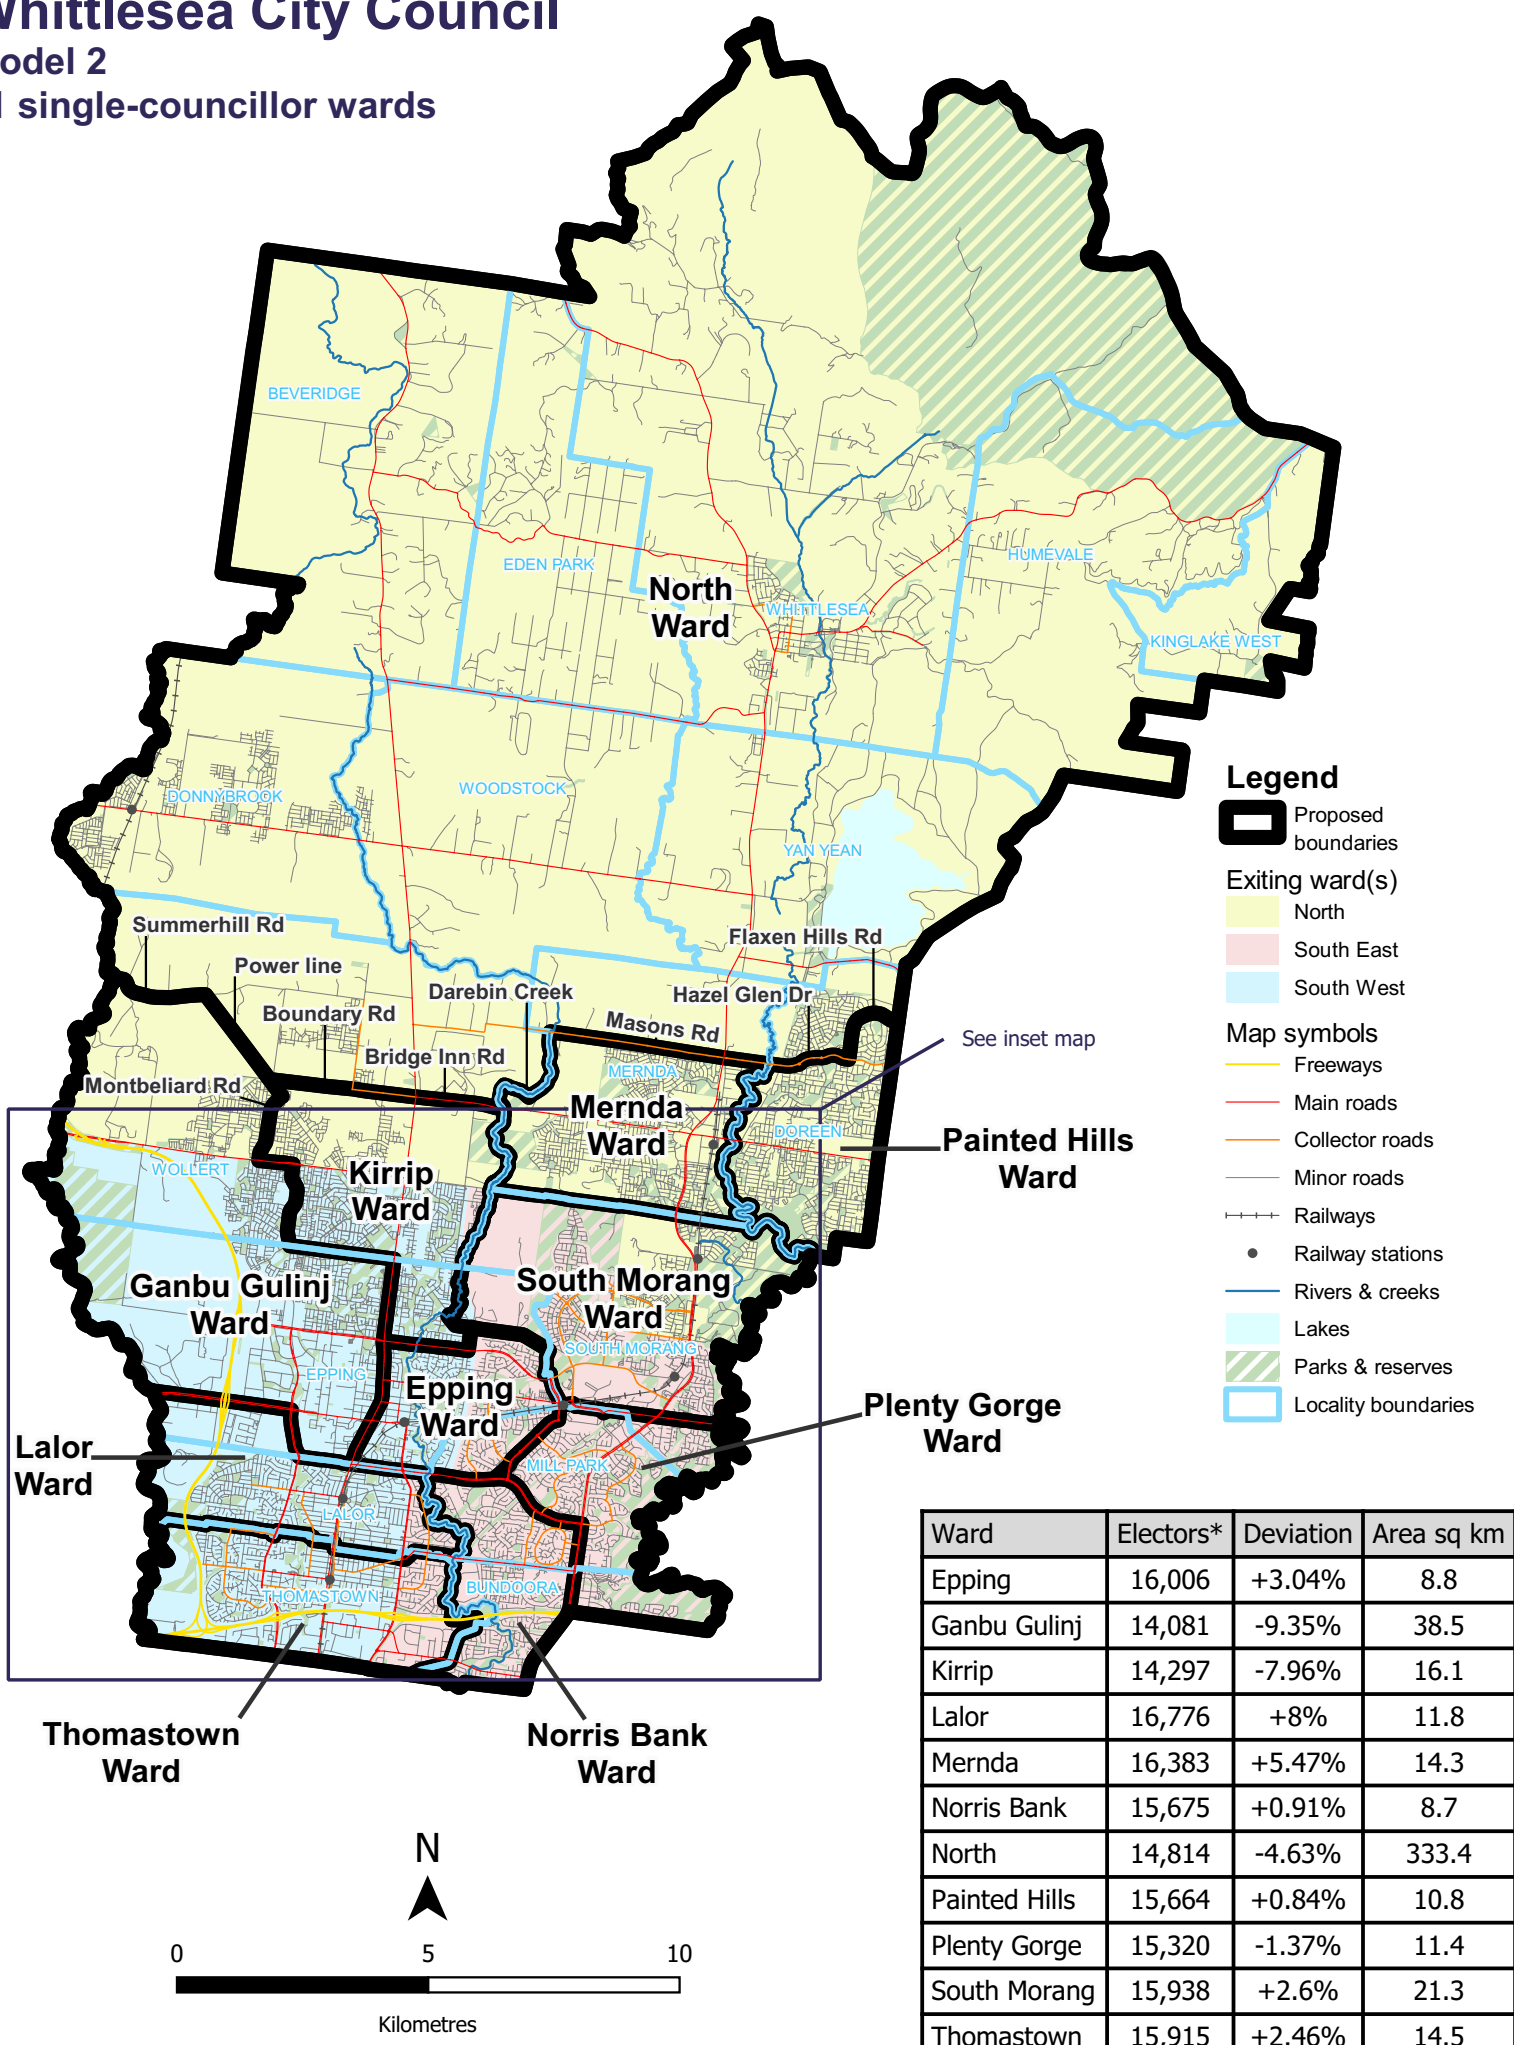 Whittlesea City Council
odel 2
single-councillor wards
BEVERIDGE
EDEN PARK
HUMEVALE
North
Ward
WHITTLESEA
KINGLAKE WEST
DONNYBROOK
WOODSTOCK
YAN YEAN
Summerhill Rd
Flaxen Hills Rd
Power line
Darebin Creek
Hazel Glen Dr
Boundary Rd
Masons Rd
Bridge Inn Rd
See inset map
Montbeliard Rd
MERNDA
Mernda
Ward
DOREEN
Painted Hills
Ward
WOLLERT
Kirrip
Ward
Ganbu Gulinj
Ward
South Morang
Ward
SOUTH MORANG
EPPING
Epping
Ward
Plenty Gorge
Ward
Lalor
Ward
MILL PARK
LALOR
THOMASTOWN
BUNDOORA
Thomastown
Ward
Norris Bank
Ward
Legend
Proposed
boundaries
Exiting ward(s)
North
South East
South West
Map symbols
Freeways
Main roads
Collector roads
Minor roads
Railways
Railway stations
Rivers & creeks
Lakes
Parks & reserves
Locality boundaries
Ward Electors* Deviation Area sq km
Epping 16,006 +3.04% 8.8
Ganbu Gulinj 14,081 -9.35% 38.5
Kirrip 14,297 -7.96% 16.1
Lalor 16,776 +8% 11.8
Mernda 16,383 +5.47% 14.3
Norris Bank 15,675 +0.91% 8.7
North 14,814 -4.63% 333.4
Painted Hills 15,664 +0.84% 10.8
Plenty Gorge 15,320 -1.37% 11.4
South Morang 15,938 +2.6% 21.3
Thomastown 15,915 +2.46% 14.5
N
0 5 10
Kilometres